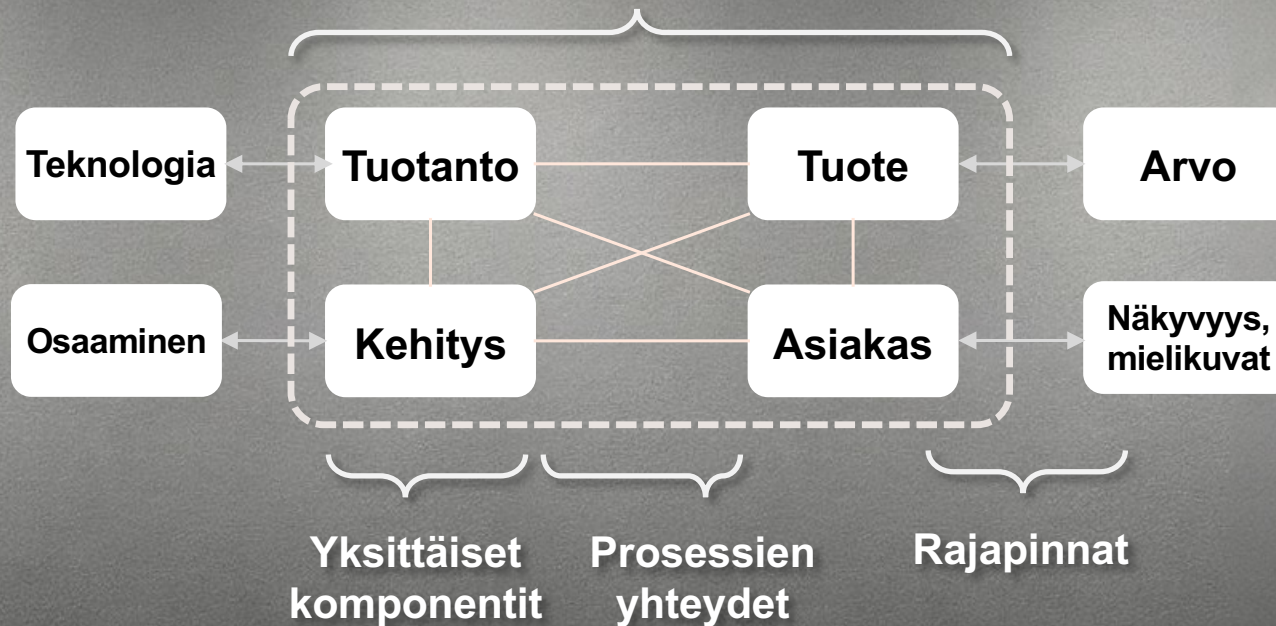 Teknologia
Tuotanto
Tuote
Arvo
Osaaminen
Kehitys
Asiakas
Näkyvyys,
mielikuvat
Yksittäiset
komponentit
Prosessien
yhteydet
Rajapinnat